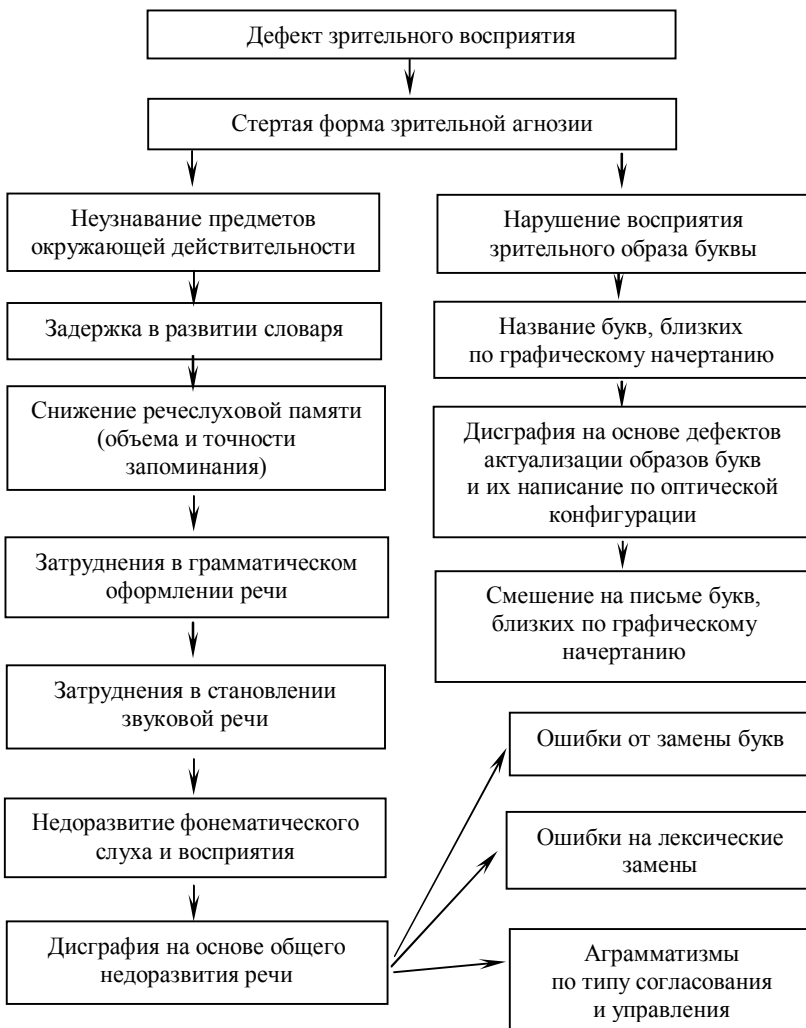 Дефект зрительного восприятия
Стертая форма зрительной агнозии
Неузнавание предметов
окружающей действительности
Задержка в развитии словаря
Снижение речеслуховой памяти
(объема и точности
запоминания)
Затруднения в грамматическом
оформлении речи
Затруднения в становлении
звуковой речи
Недоразвитие фонематического
слуха и восприятия
Дисграфия на основе общего
недоразвития речи
Нарушение восприятия
зрительного образа буквы
Название букв, близких
по графическому начертанию
Дисграфия на основе дефектов
актуализации образов букв
и их написание по оптической
конфигурации
Смешение на письме букв,
близких по графическому
начертанию
Ошибки от замены букв
Ошибки на лексические
замены
Аграмматизмы
по типу согласования
и управления